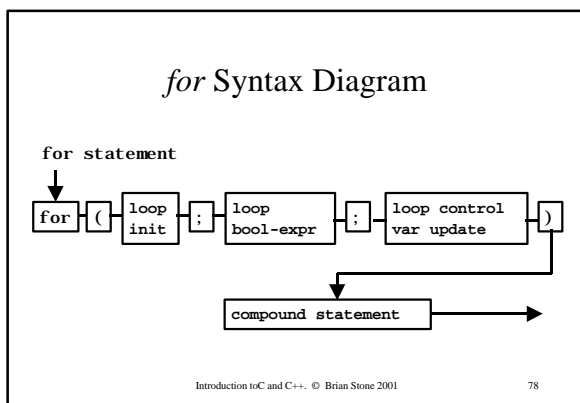 for Syntax Diagram
for statement
for ( loop init ; loop bool-expr ; loop control var update )
compound statement
Introduction toC and C++. © Brian Stone 2001 78